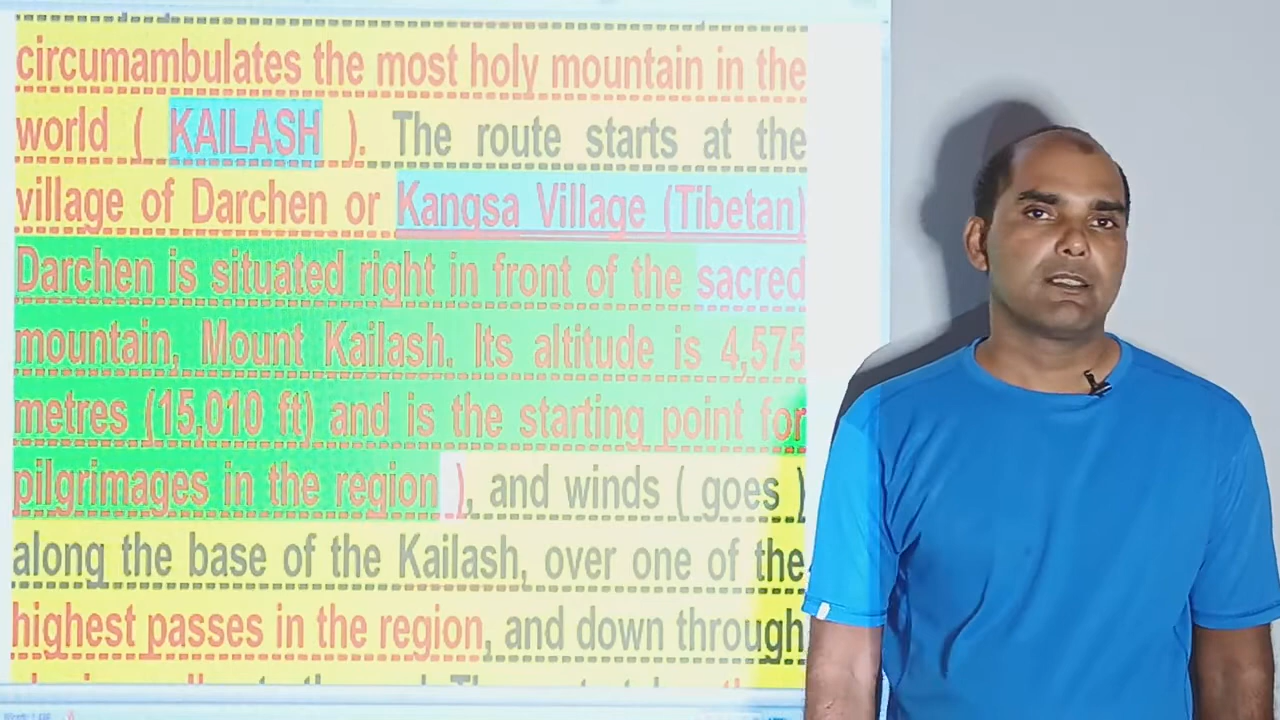 circumambulates the most holy mountain in the
world ( KAILASH ). The route starts at the
village of Darchen or Kangsa Village (Tibetan)
Darchen is situated right in front of the sacred
mountain, Mount Kailash. Its altitude is 4,575
metres (15,010 ft) and is the starting point for
pilgrimages in the region ), and winds ( goes )
along the base of the Kailash, over one of the
highest passes in the region, and down through